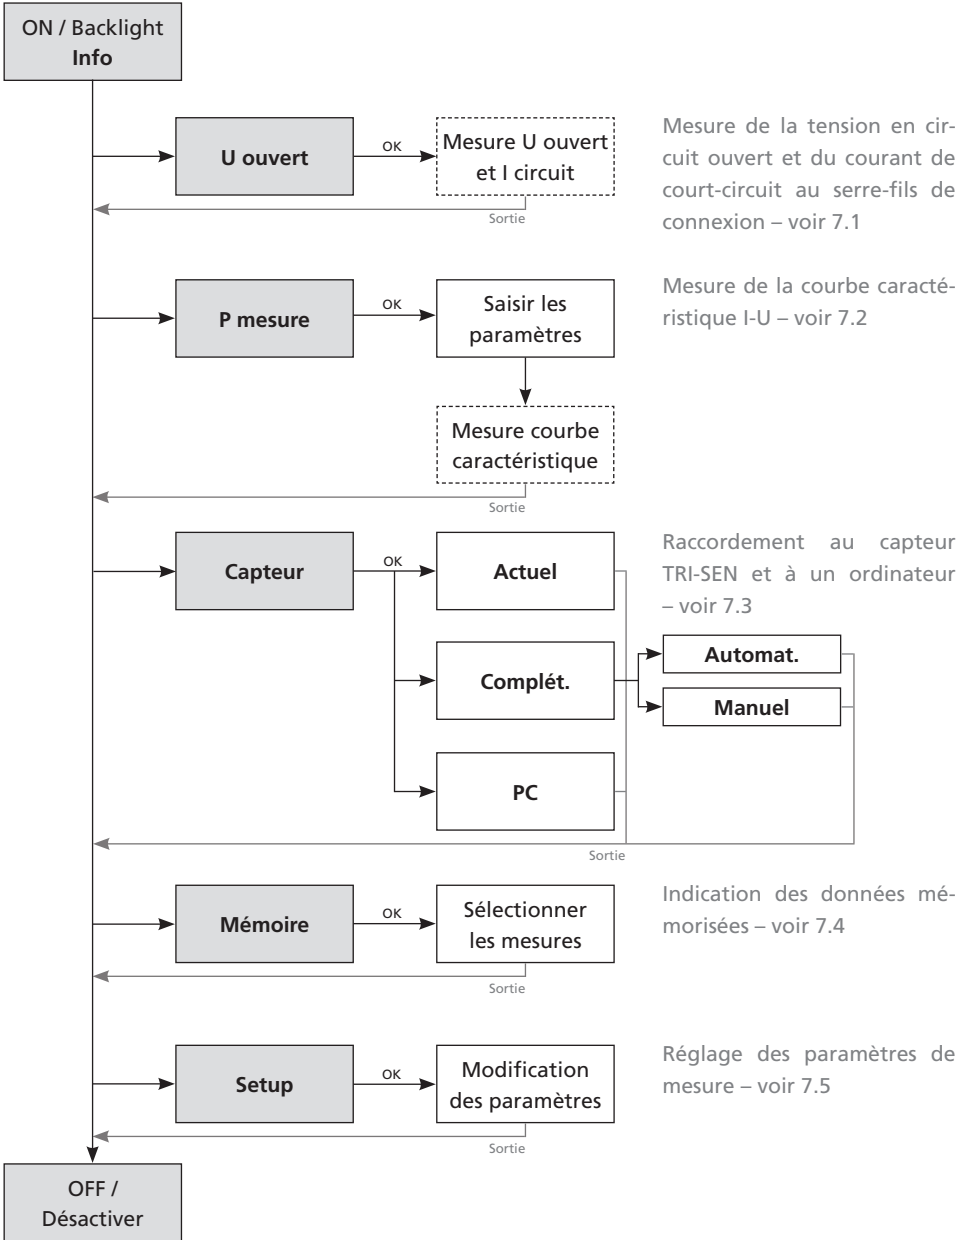 ON / Backlight
Info
U ouvert
OK
Mesure U ouvert
et I circuit
Sortie
Mesure de la tension en cir-
cuit ouvert et du courant de
court-circuit au serre-fils de
connexion – voir 7.1
P mesure
OK
Saisir les
paramètres
Mesure courbe
caractéristique
Sortie
Mesure de la courbe caracté-
ristique I-U – voir 7.2
Capteur
OK
Actuel
Raccordement au capteur
TRI-SEN et à un ordinateur
– voir 7.3
Complét.
Automat.
Manuel
PC
Sortie
Mémoire
OK
Sélectionner
les mesures
Sortie
Indication des données mé-
morisées – voir 7.4
Setup
OK
Modification
des paramètres
Sortie
Réglage des paramètres de
mesure – voir 7.5
OFF /
Désactiver